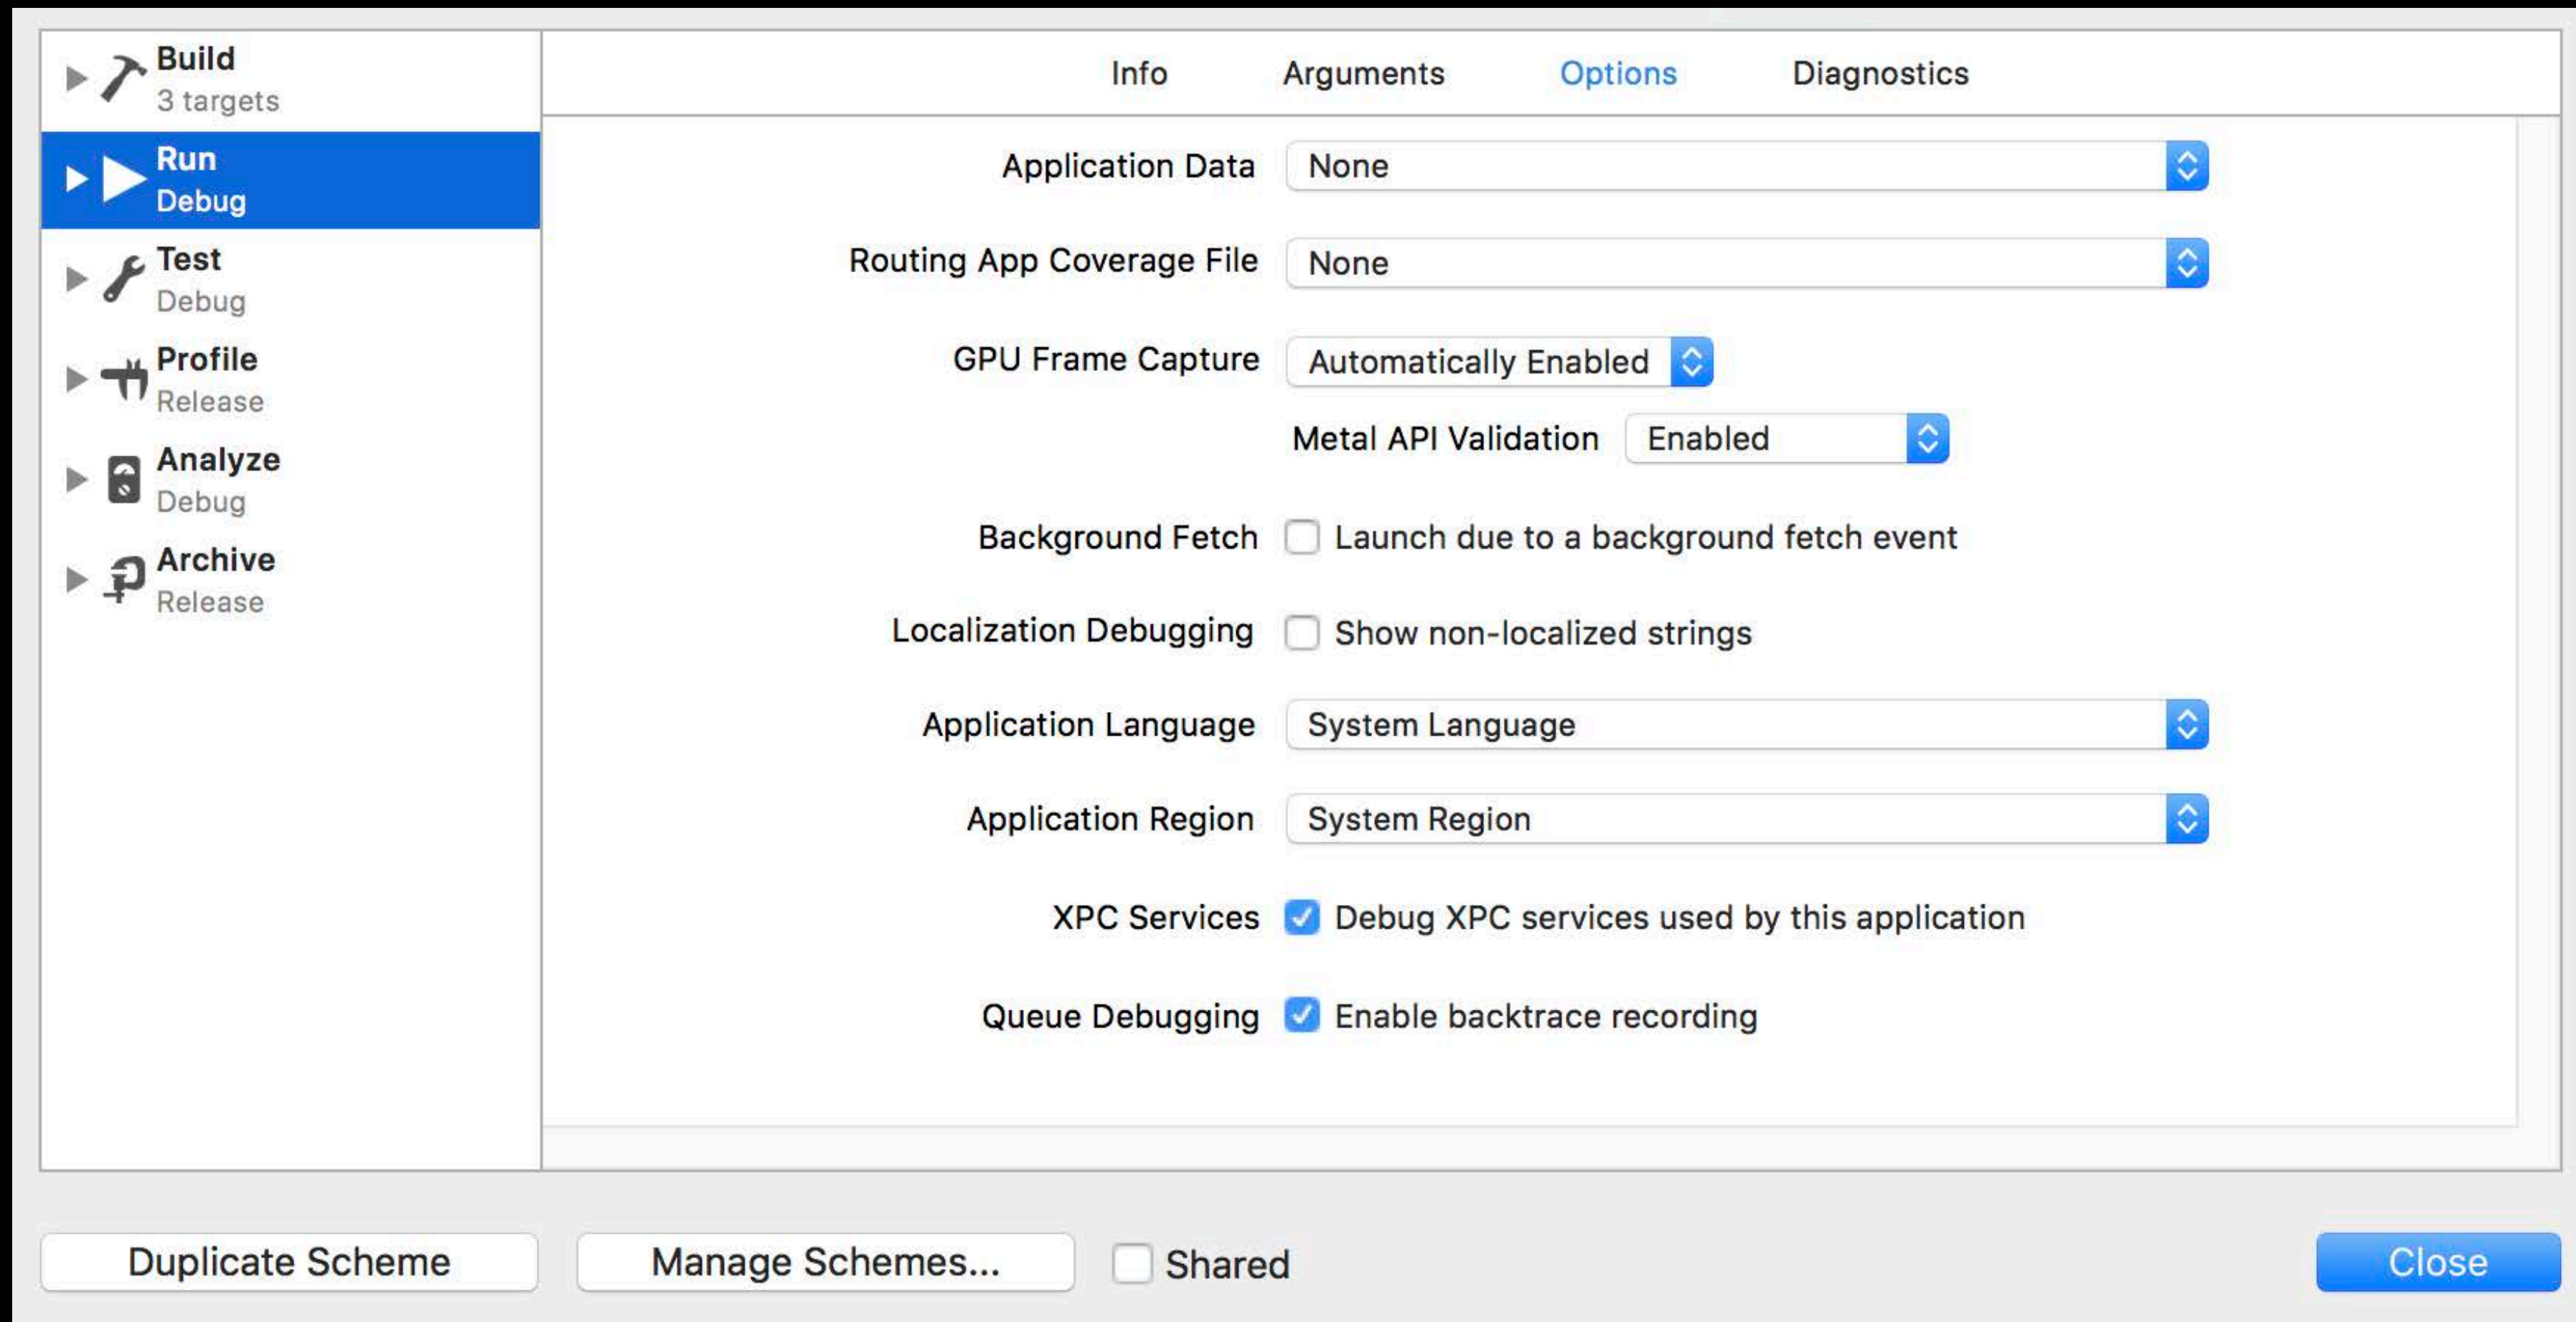 Build
3 targets
Run
Debug
Test
Debug
Profile
Release
Analyze
Debug
Archive
Release
Info Arguments Options Diagnostics
Application Data None
Routing App Coverage File None
GPU Frame Capture Automatically Enabled
Metal API Validation Enabled
Background Fetch Launch due to a background fetch event
Localization Debugging Show non-localized strings
Application Language System Language
Application Region System Region
XPC Services Debug XPC services used by this application
Queue Debugging Enable backtrace recording
Duplicate Scheme Manage Schemes... Shared Close